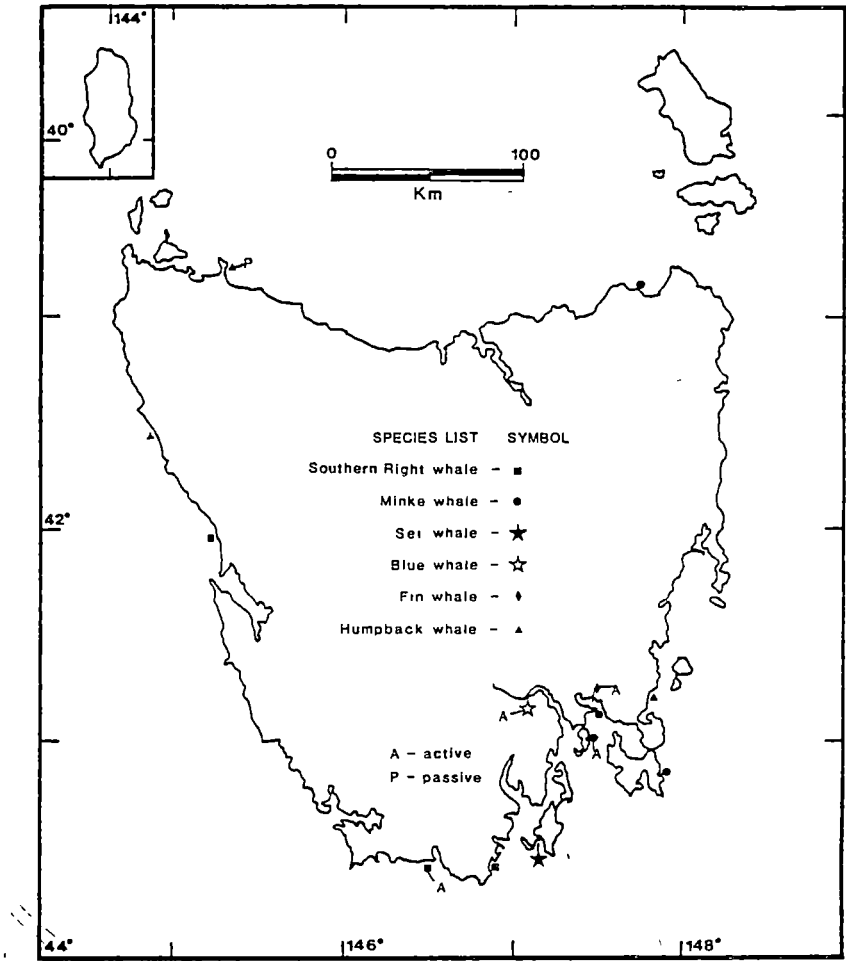 144°
40°
0 100
Km
P
SPECIES LIST SYMBOL
Southern Right whale -
Minke whale -
Sei whale -
Blue whale -
Fin whale -
Humpback whale -
42°
A
A
A
A - active
P - passive
A
44° 146° 148°